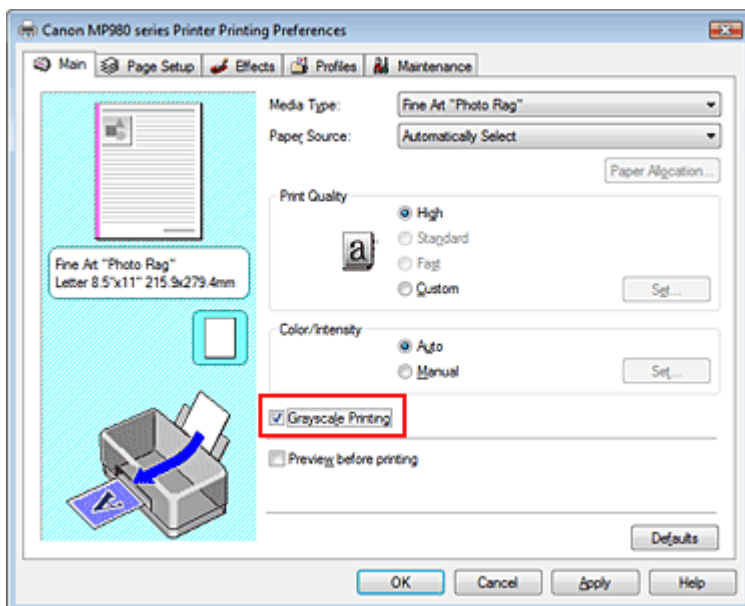 Canon MP980 series Printer Printing Preferences
Main Page Setup Effects Profiles Maintenance
Media Type: Fine Art "Photo Rag"
Paper Source: Automatically Select
Paper Allocation...
Print Quality
High
Standard
Fast
Custom Set...
Fine Art "Photo Rag"
Letter 8.5"x11" 215.9x279.4mm
Color/Intensity
Auto
Manual Set...
Grayscale Printing
Preview before printing
Defaults
OK Cancel Apply Help